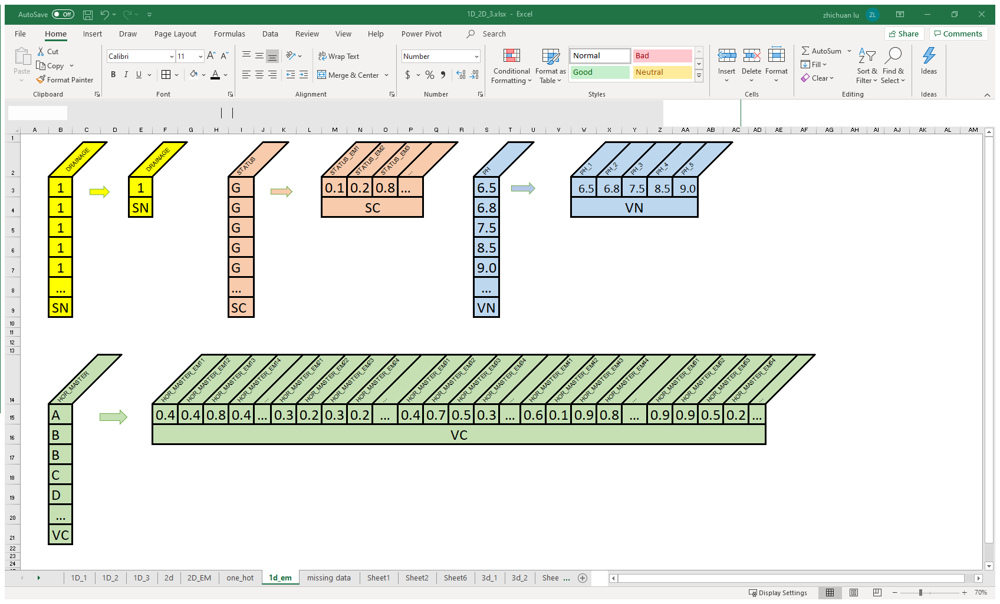 AutoSave Off 1D_2D_3.xlsx - Excel zhichuan lu ZL
File Home Insert Draw Page Layout Formulas Data Review View Help Power Pivot Search Share Comments
Paste Cut
Copy
Format Painter
Clipboard
Calibri 11 A A
B I U A
Font
ab Wrap Text
Merge & Center
Alignment
Number
$ % , .00 .00
Number
Conditional Formatting
Format as Table
Normal Bad
Good Neutral
Styles
Insert Delete Format
Cells
AutoSum
Fill
Clear
Sort & Filter
Find & Select
Editing
Ideas
Ideas
A B C D E F G H I J K L M N O P Q R S T U V W X Y Z AA AB AC AD AE AF AG AH AI AJ AK AL AM
1
2 DRAINAGE DRAINAGE STATUS STATUS_EM1 STATUS_EM2 STATUS_EM3 ... PH PH_1 PH_2 PH_3 PH_4 PH_5
3 1 1 G 0.1 0.2 0.8 ... 6.5 6.5 6.8 7.5 8.5 9.0
4 1 SN G SC 6.8 VN
5 1 G 7.5
6 1 G 8.5
7 1 G 9.0
8 ... ... ...
9 SN SC VN
10
11
12
13
14 HOR_MASTER HOR_MASTER_EM11 HOR_MASTER_EM12 HOR_MASTER_EM13 HOR_MASTER_EM14 ... HOR_MASTER_EM21 HOR_MASTER_EM22 HOR_MASTER_EM23 HOR_MASTER_EM24 ... HOR_MASTER_EM31 HOR_MASTER_EM32 HOR_MASTER_EM33 HOR_MASTER_EM34 ... HOR_MASTER_EM41 HOR_MASTER_EM42 HOR_MASTER_EM43 HOR_MASTER_EM44 ... HOR_MASTER_EM51 HOR_MASTER_EM52 HOR_MASTER_EM53 HOR_MASTER_EM54 ...
15 A 0.4 0.4 0.8 0.4 ... 0.3 0.2 0.3 0.2 ... 0.4 0.7 0.5 0.3 ... 0.6 0.1 0.9 0.8 ... 0.9 0.9 0.5 0.2 ...
16 B VC
17 B
18 C
19 D
20 ...
21 VC
22
23
24
1D_1 1D_2 1D_3 2d 2D_EM one_hot 1d_em missing data Sheet1 Sheet2 Sheet6 3d_1 3d_2 Shee ...
Display Settings 70%